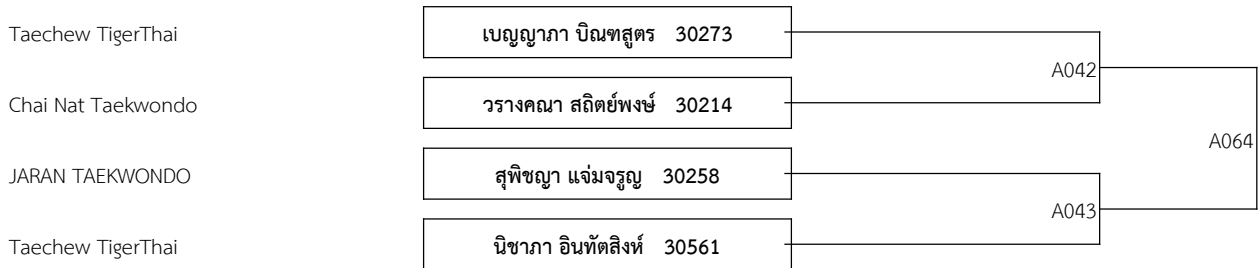 Taechew TigerThai เบญญาภา บิณฑสูตร 30273
A042
Chai Nat Taekwondo วรางคณา สถิตย์พงษ์ 30214
A064
JARAN TAEKWONDO สุพิชญา แจ่มจรูญ 30258
A043
Taechew TigerThai นิชาภา อินทัตสิงห์ 30561